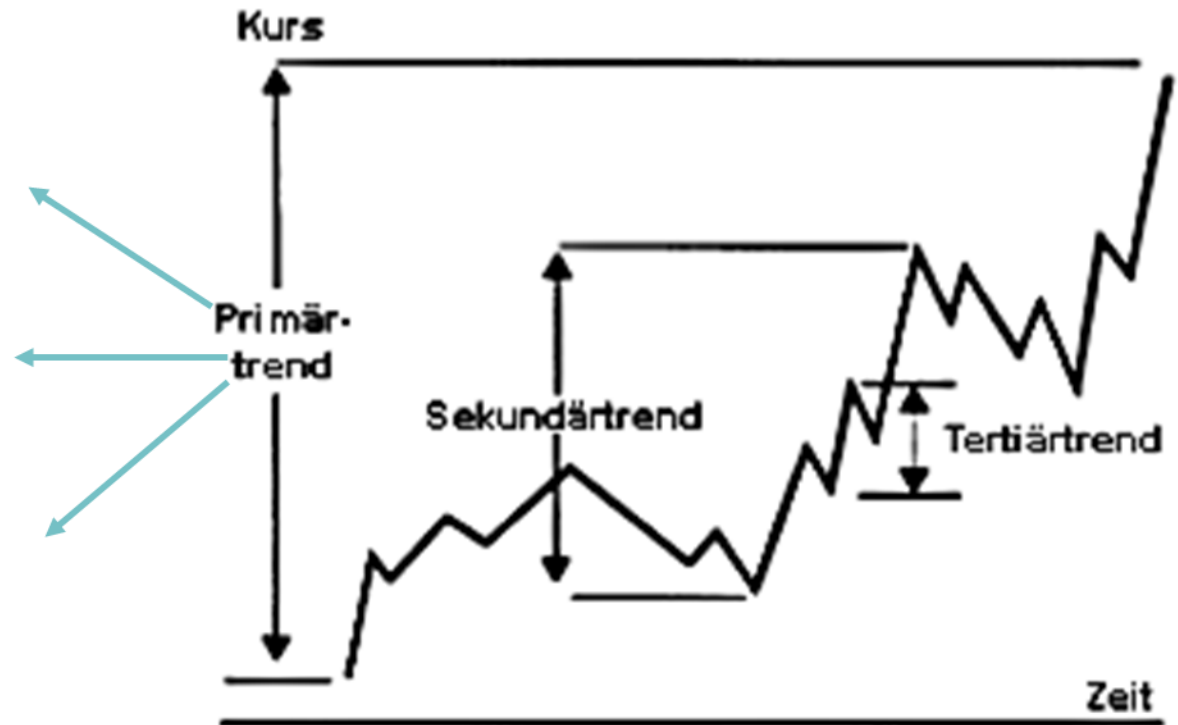 Kurs
Primär-
trend
Sekundärtrend
Tertiärtrend
Zeit